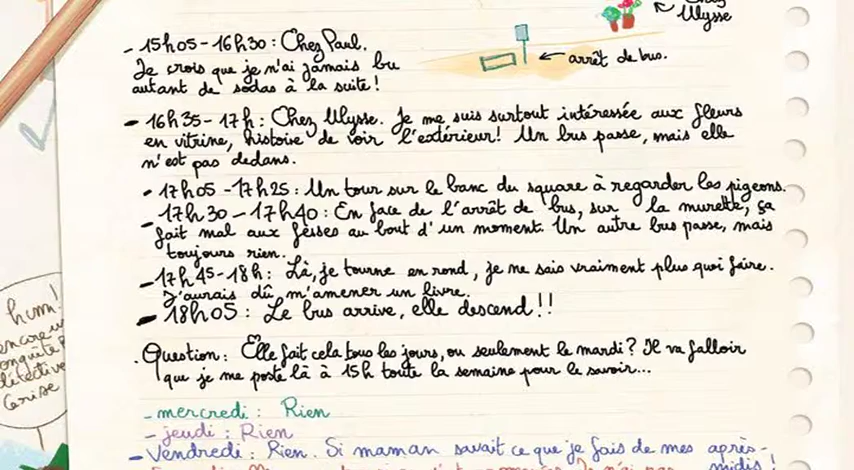 Chez
Ulysse
- 15h05-16h30 : Chez Paul.
Je crois que je n'ai jamais bu
autant de sodas à la suite !
arrêt de bus.
- 16h35-17h : Chez Ulysse. Je me suis surtout intéressée aux fleurs
en vitrine, histoire de voir l'extérieur ! Un bus passe, mais elle
n'est pas dedans.
- 17h05-17h25 : Un tour sur le banc du square à regarder les pigeons.
- 17h30-17h40 : En face de l'arrêt de bus, sur la murette, ça
fait mal aux fesses au bout d'un moment. Un autre bus passe, mais
toujours rien.
- 17h45-18h : Là, je tourne en rond, je ne sais vraiment plus quoi faire.
J'aurais dû m'amener un livre.
- 18h05 : Le bus arrive, elle descend !!
hum !
encore u
enquête
détective
Cerise
. Question : Elle fait cela tous les jours, ou seulement le mardi ? Il va falloir
que je me poste là à 15h toute la semaine pour le savoir...
- mercredi : Rien
- jeudi : Rien
- Vendredi : Rien. Si maman savait ce que je fais de mes après-
midis !